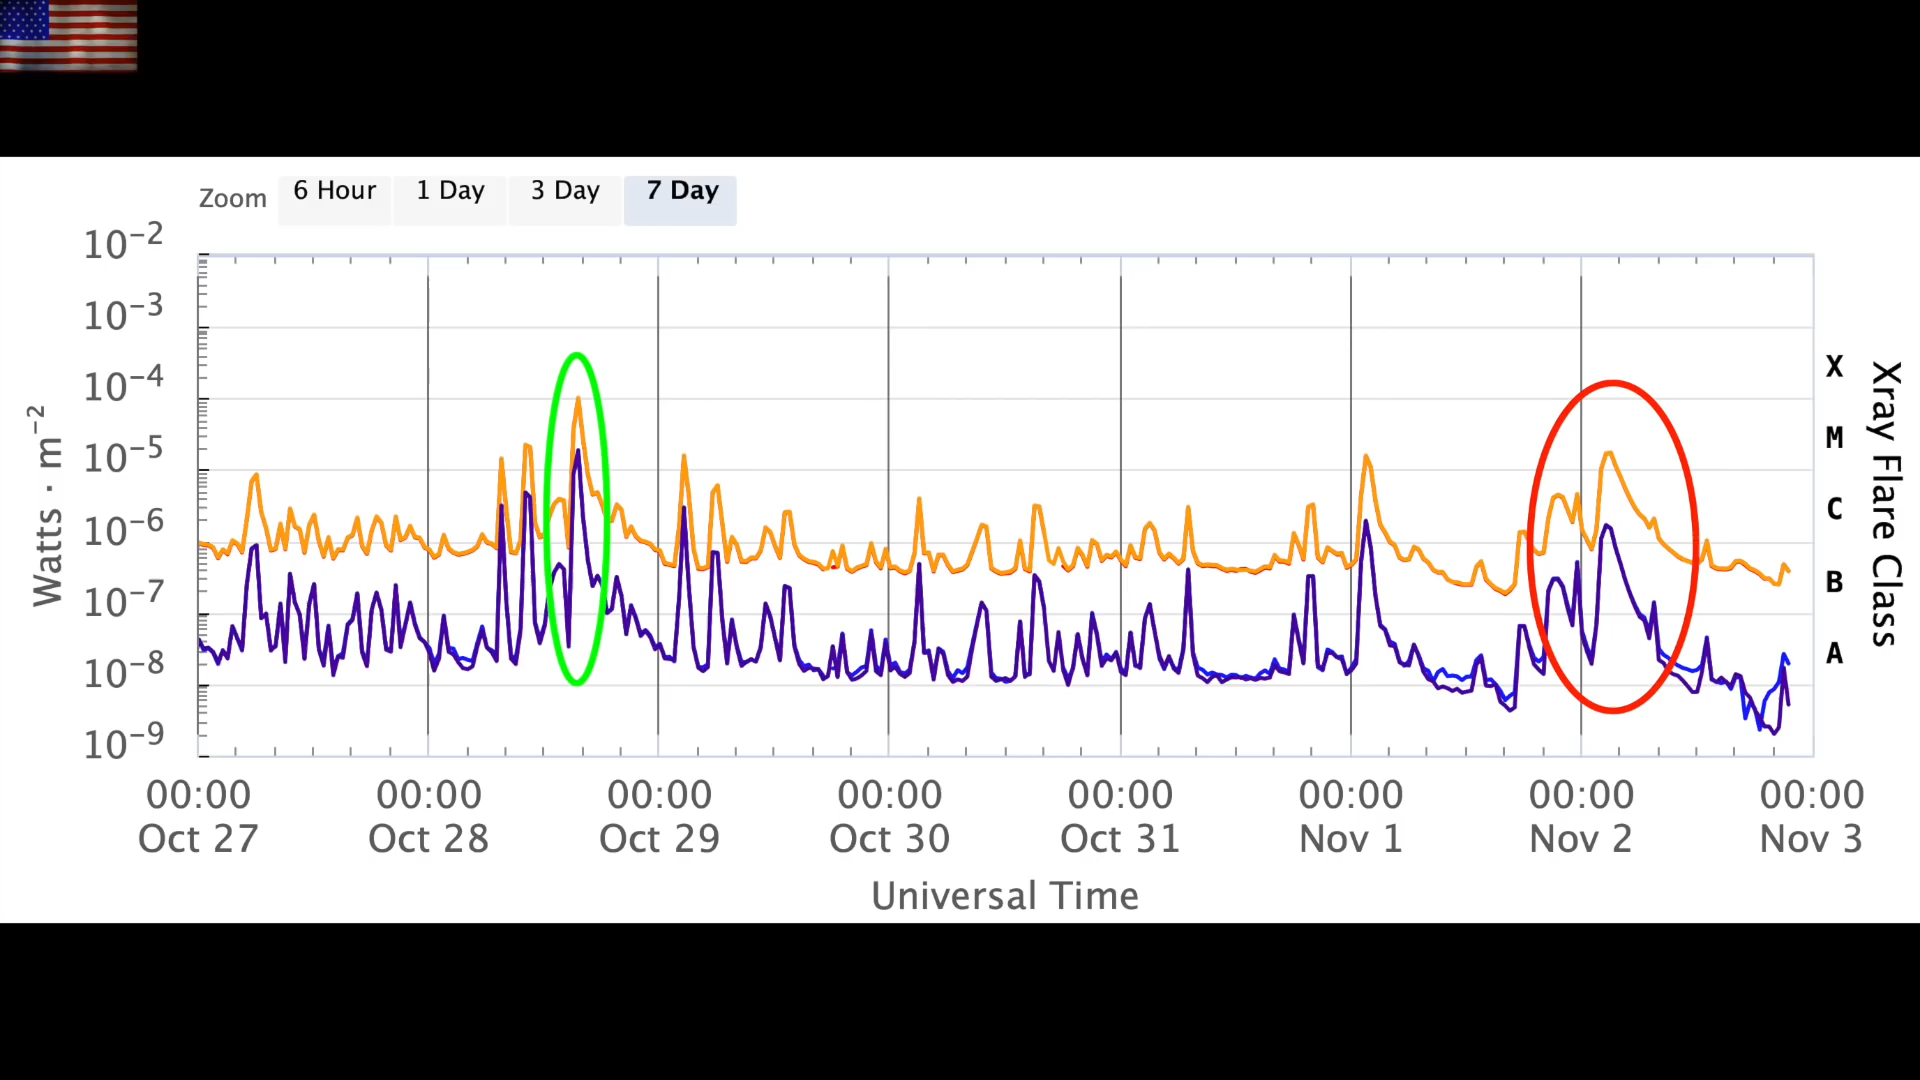 Zoom 6 Hour 1 Day 3 Day 7 Day
10−2
10−3
10−4
10−5
10−6
10−7
10−8
10−9
Watts · m−2
X
M
C
B
A
Xray Flare Class
00:00 00:00 00:00 00:00 00:00 00:00 00:00 00:00
Oct 27 Oct 28 Oct 29 Oct 30 Oct 31 Nov 1 Nov 2 Nov 3
Universal Time